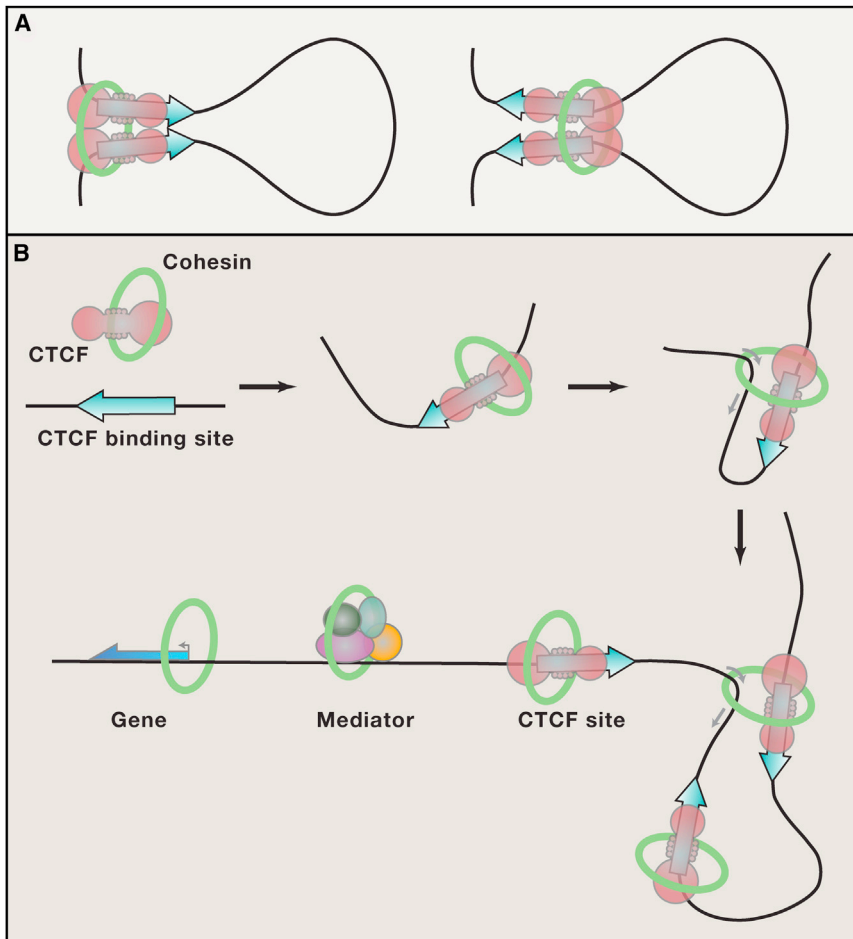 A
B
Cohesin
CTCF
CTCF binding site
Gene
Mediator
CTCF site